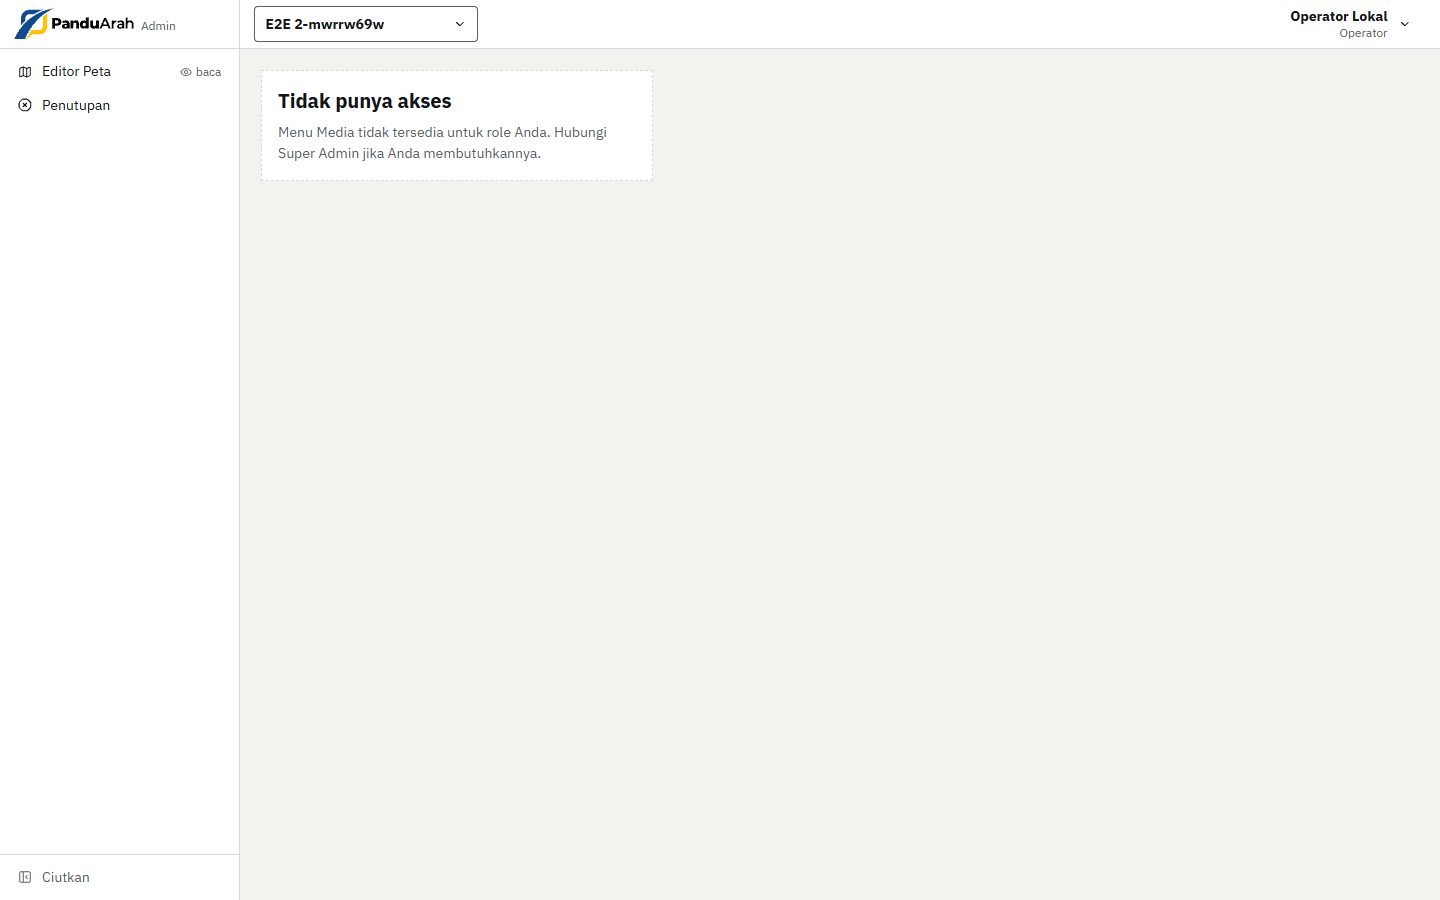 PanduArah Admin
E2E 2-mwrrw69w
Operator Lokal
Operator
Editor Peta
baca
Penutupan
Tidak punya akses
Menu Media tidak tersedia untuk role Anda. Hubungi
Super Admin jika Anda membutuhkannya.
Ciutkan